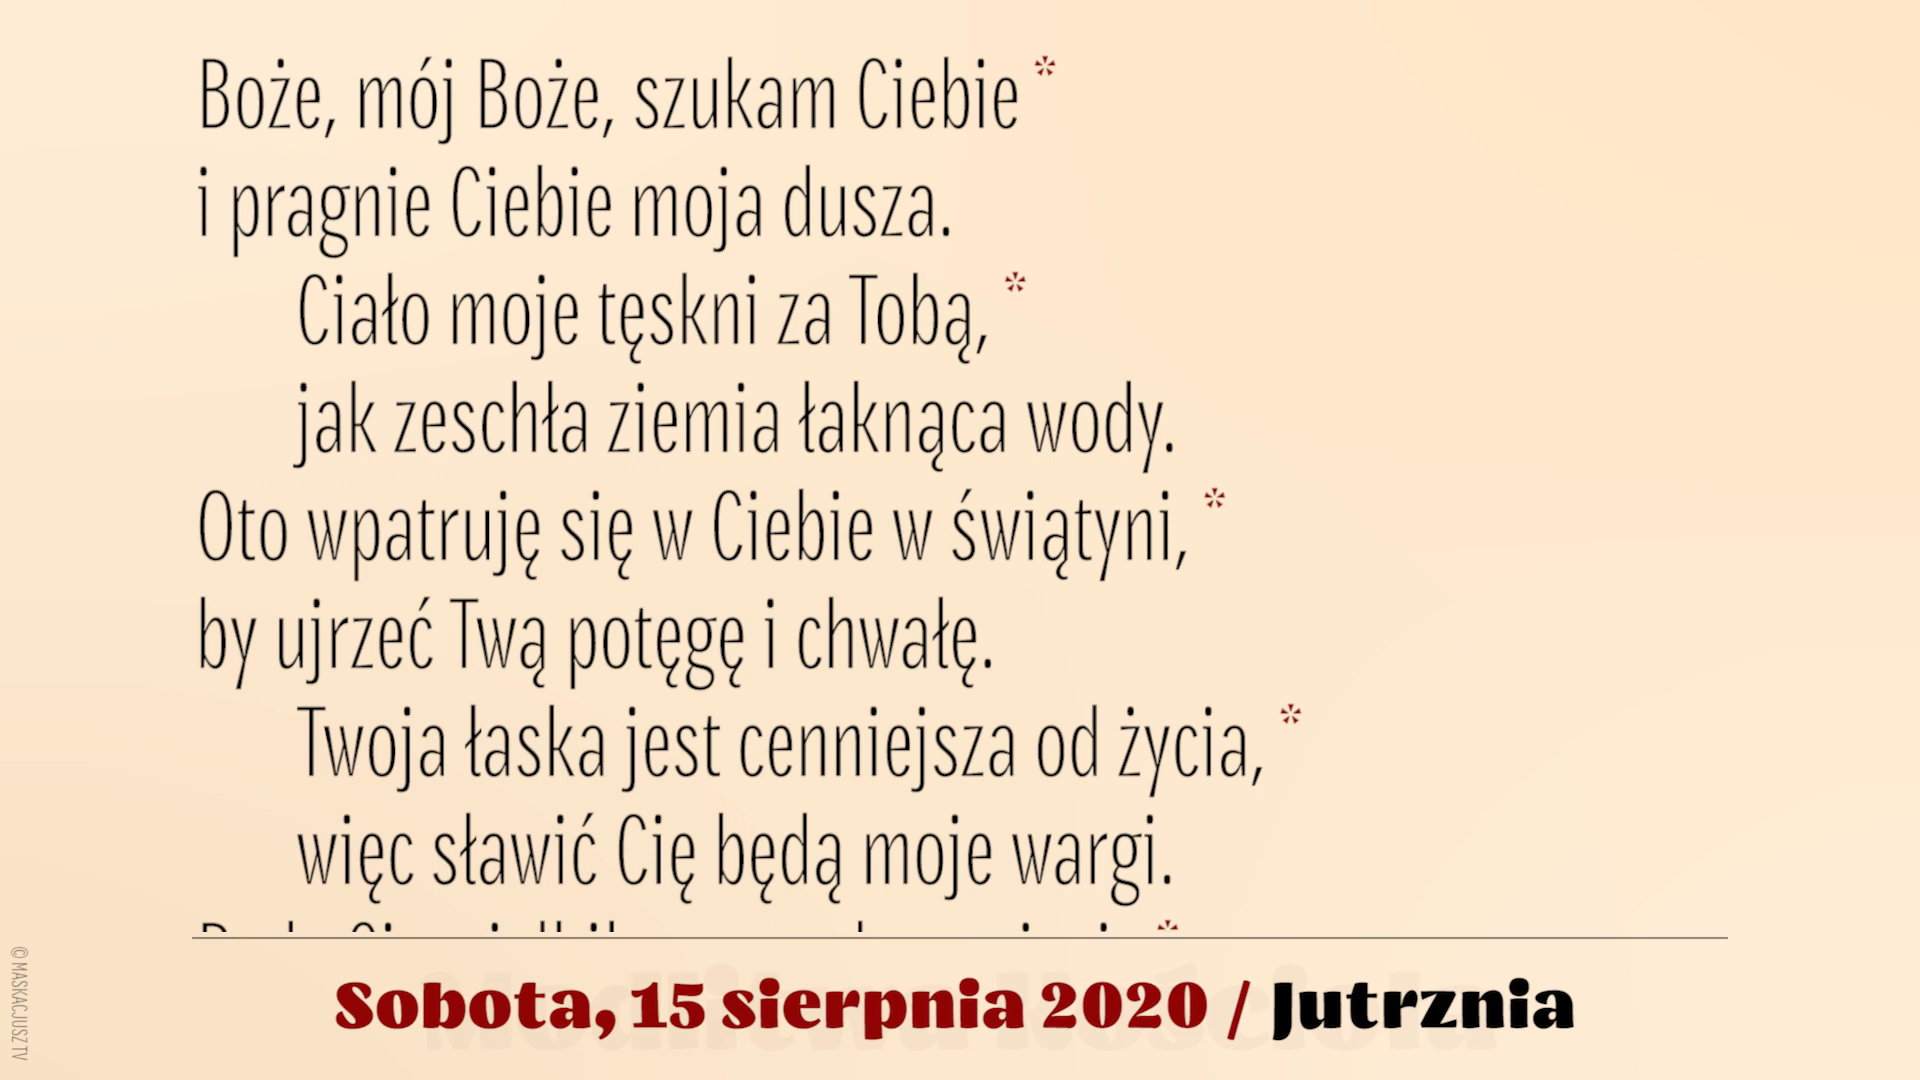 Boże, mój Boże, szukam Ciebie *
i pragnie Ciebie moja dusza.
Ciało moje tęskni za Tobą, *
jak zeschła ziemia łaknąca wody.
Oto wpatruję się w Ciebie w świątyni, *
by ujrzeć Twą potęgę i chwałę.
Twoja łaska jest cenniejsza od życia, *
więc sławić Cię będą moje wargi.
Sobota, 15 sierpnia 2020 / Jutrznia
© MASKACJUSZ TV